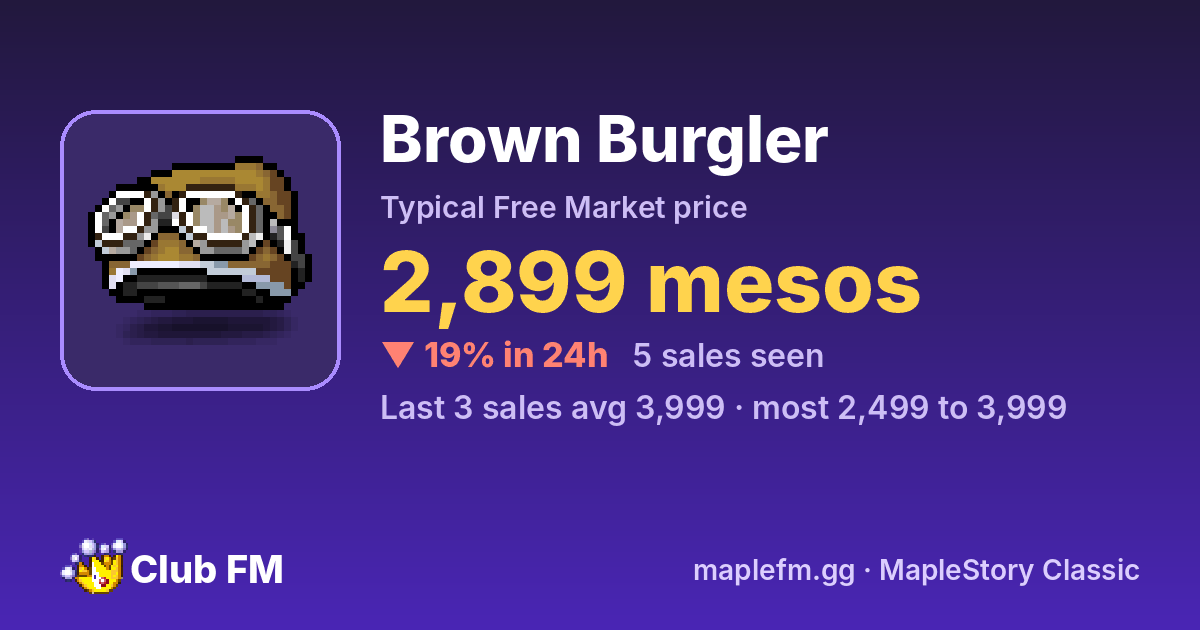 Brown Burgler
Typical Free Market price
2,899 mesos
▼ 19% in 24h 5 sales seen
Last 3 sales avg 3,999 · most 2,499 to 3,999
Club FM
maplefm.gg · MapleStory Classic